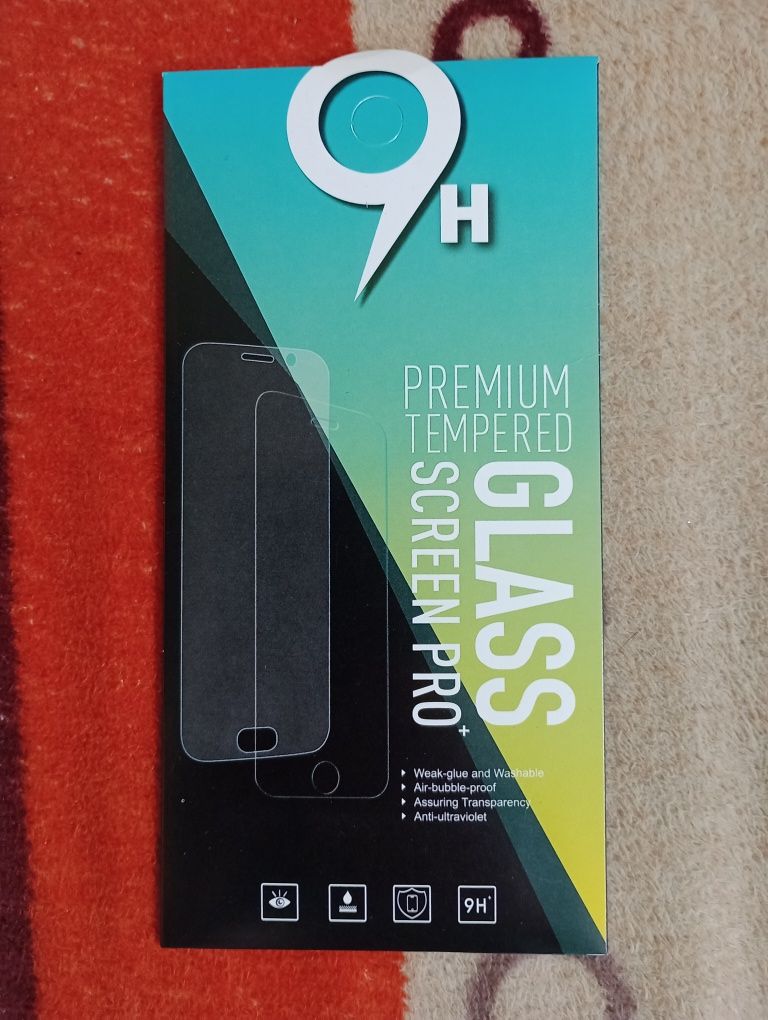 9H
PREMIUM
TEMPERED
GLASS
SCREEN PRO+
Weak-glue and Washable
Air-bubble-proof
Assuring Transparency
Anti-ultraviolet
9H+